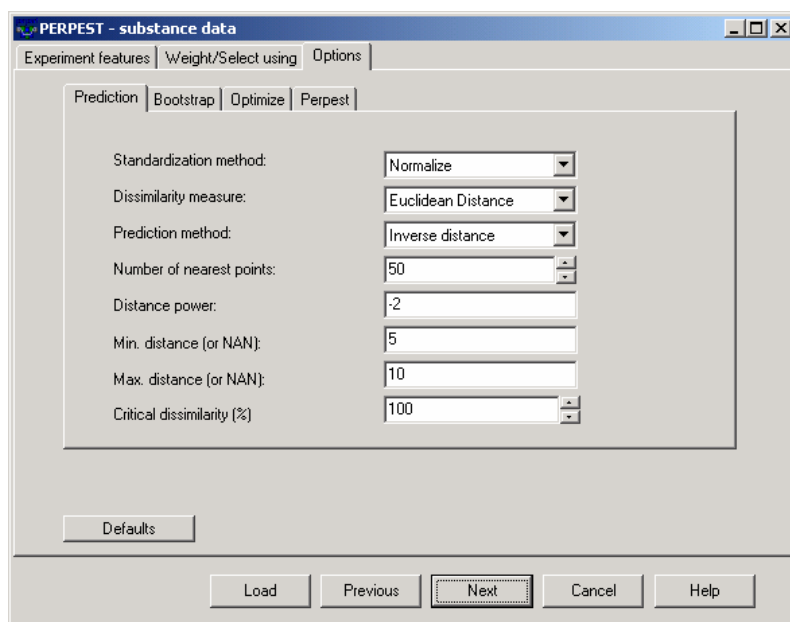 PERPEST - substance data
Experiment features Weight/Select using Options
Prediction Bootstrap Optimize Perpest
Standardization method: Normalize
Dissimilarity measure: Euclidean Distance
Prediction method: Inverse distance
Number of nearest points: 50
Distance power: -2
Min. distance (or NAN): 5
Max. distance (or NAN): 10
Critical dissimilarity (%) 100
Defaults
Load Previous Next Cancel Help